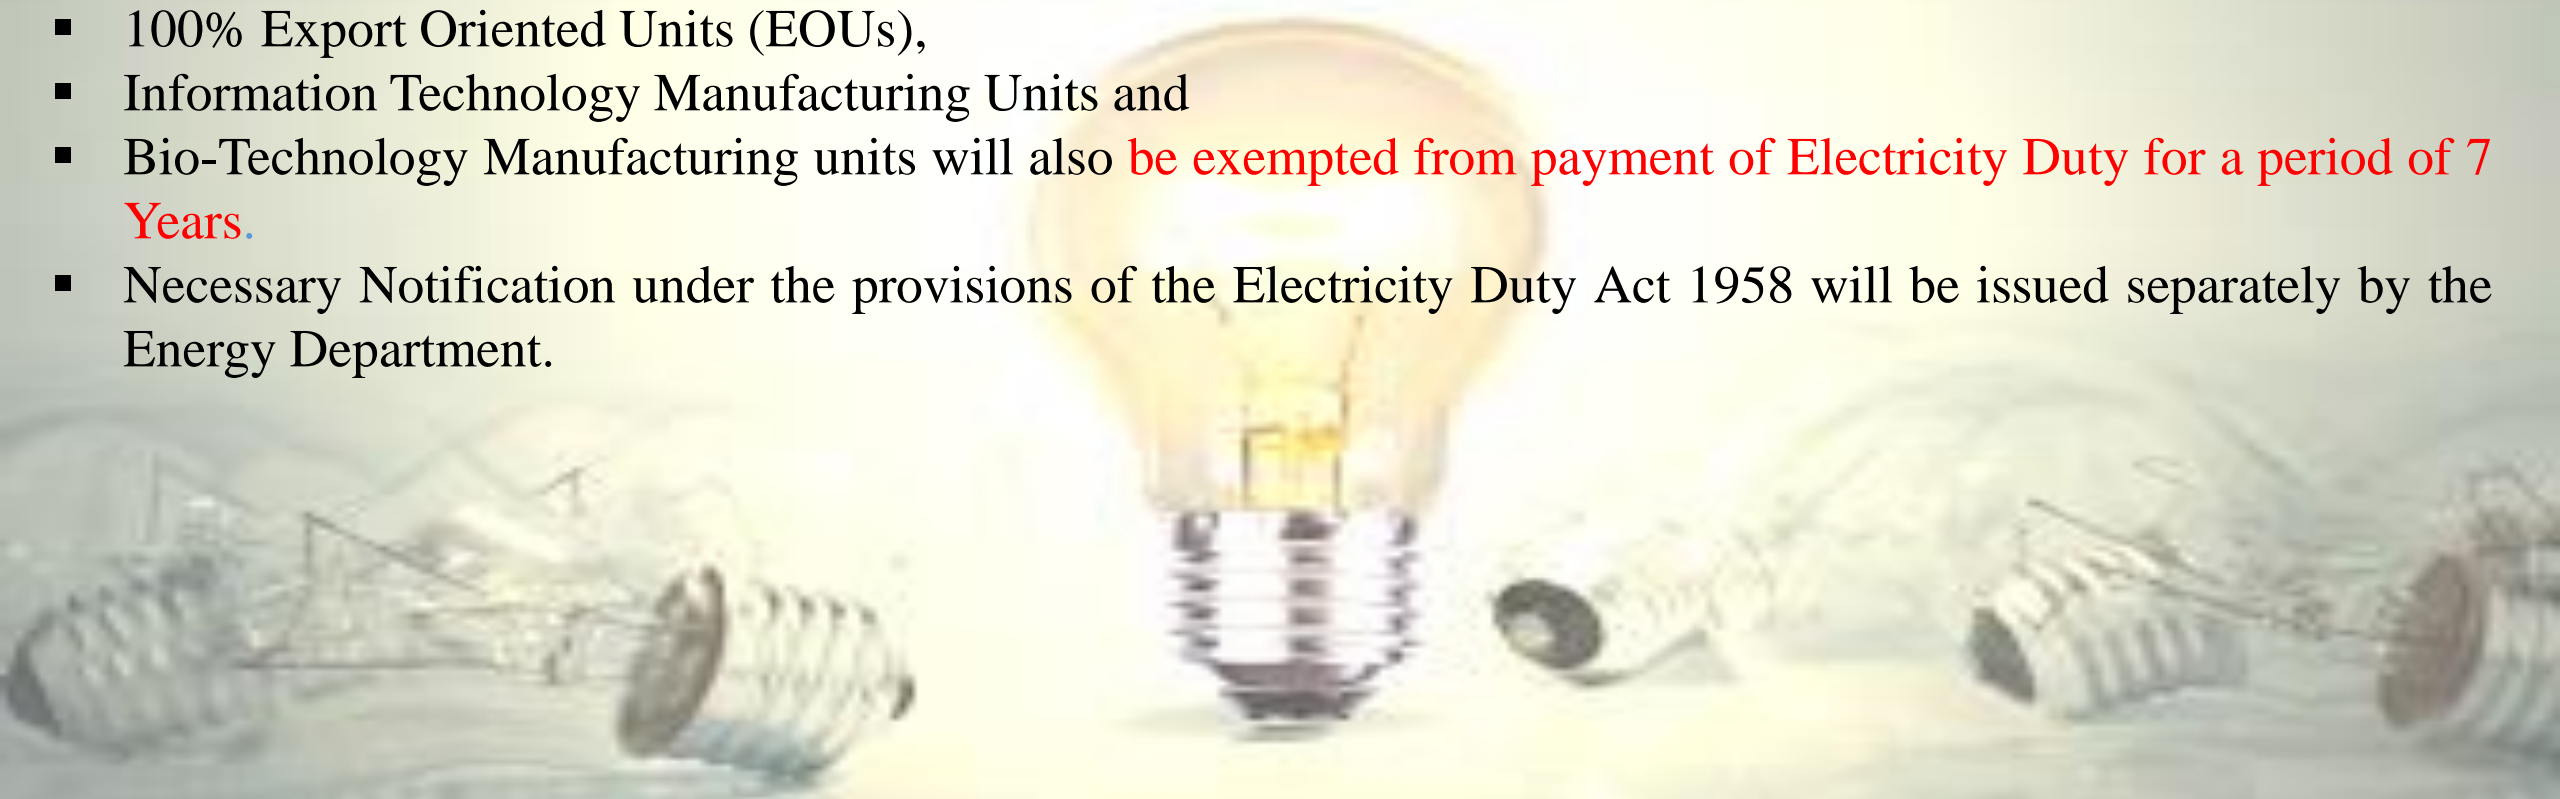 ▪ 100% Export Oriented Units (EOUs),
▪ Information Technology Manufacturing Units and
▪ Bio-Technology Manufacturing units will also be exempted from payment of Electricity Duty for a period of 7
Years.
▪ Necessary Notification under the provisions of the Electricity Duty Act 1958 will be issued separately by the
Energy Department.